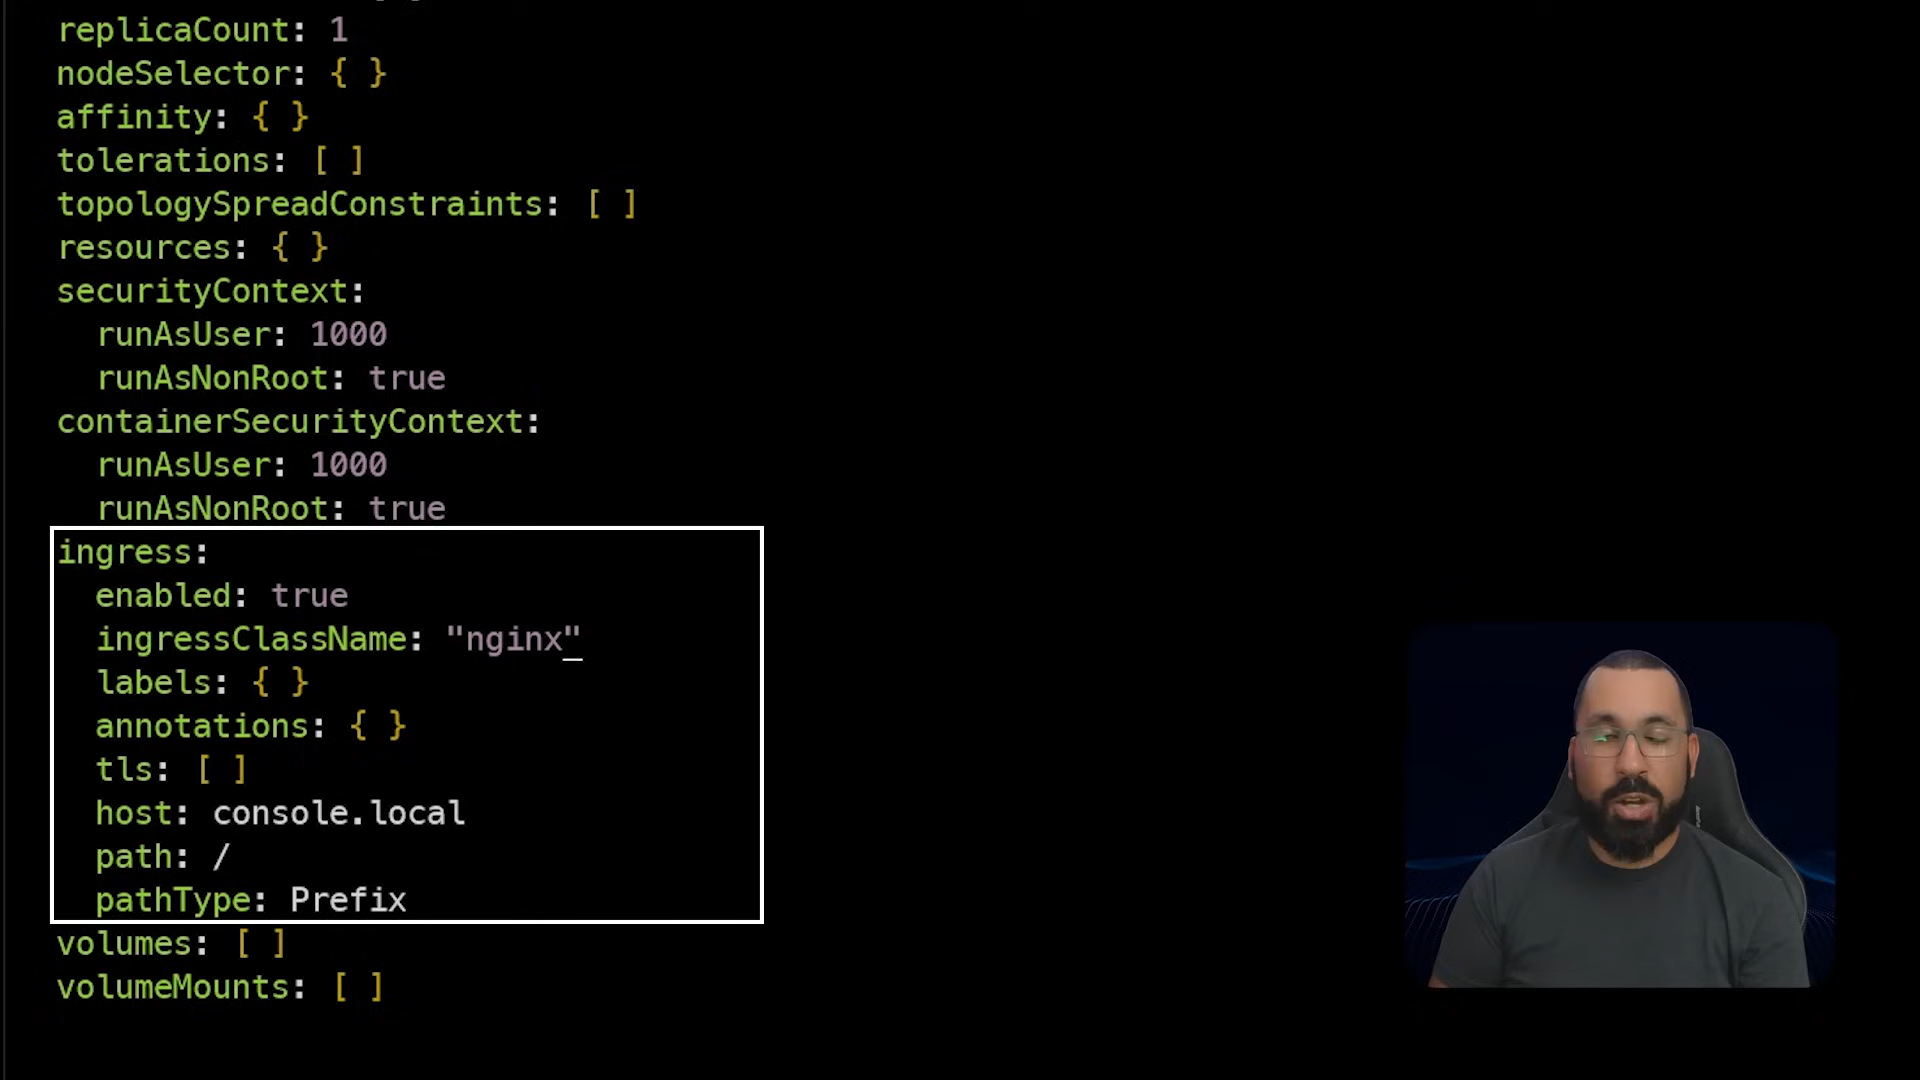 replicaCount: 1
nodeSelector: { }
affinity: { }
tolerations: [ ]
topologySpreadConstraints: [ ]
resources: { }
securityContext:
  runAsUser: 1000
  runAsNonRoot: true
containerSecurityContext:
  runAsUser: 1000
  runAsNonRoot: true
ingress:
  enabled: true
  ingressClassName: "nginx"
  labels: { }
  annotations: { }
  tls: [ ]
  host: console.local
  path: /
  pathType: Prefix
volumes: [ ]
volumeMounts: [ ]